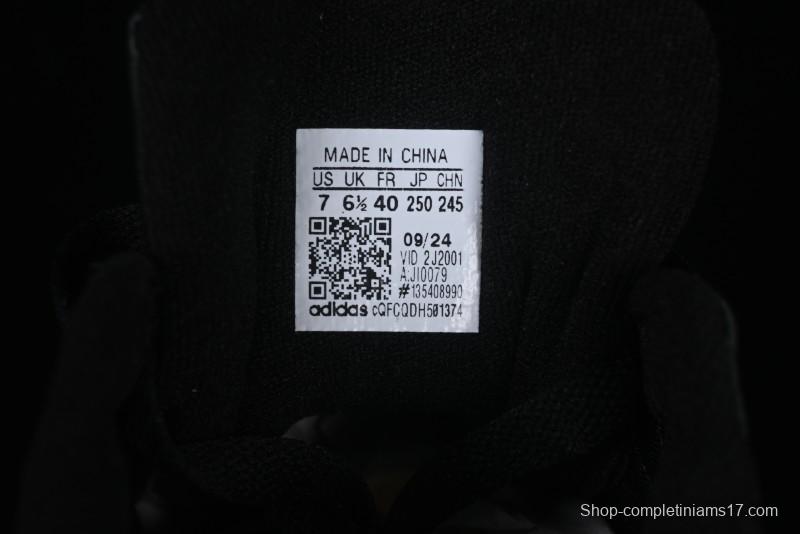 MADE IN CHINA
US UK FR JP CHN
7 6½ 40 250 245
09/24
VID 2J2001
A.JI0079
#135408990
adidas cQFCQDH501374
Shop-completiniams17.com